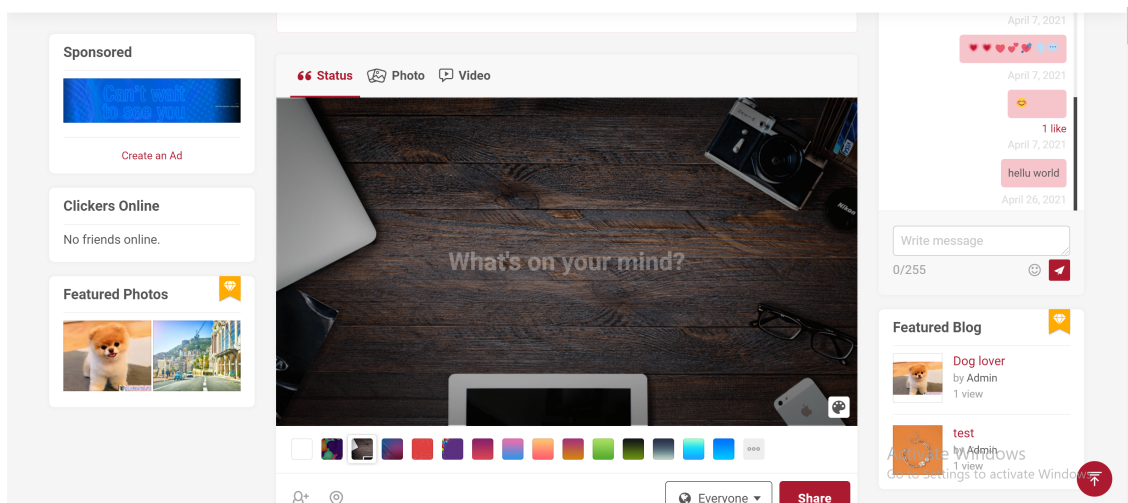 Sponsored
Can't wait
to see you
Create an Ad
Clickers Online
No friends online.
Featured Photos
Status
Photo
Video
What's on your mind?
Nikon
Everyone
Share
April 7, 2021
April 7, 2021
1 like
April 7, 2021
hellu world
April 26, 2021
Write message
0/255
Featured Blog
Dog lover
by Admin
1 view
test
by Admin
1 view
Activate Windows
Go to Settings to activate Windows.